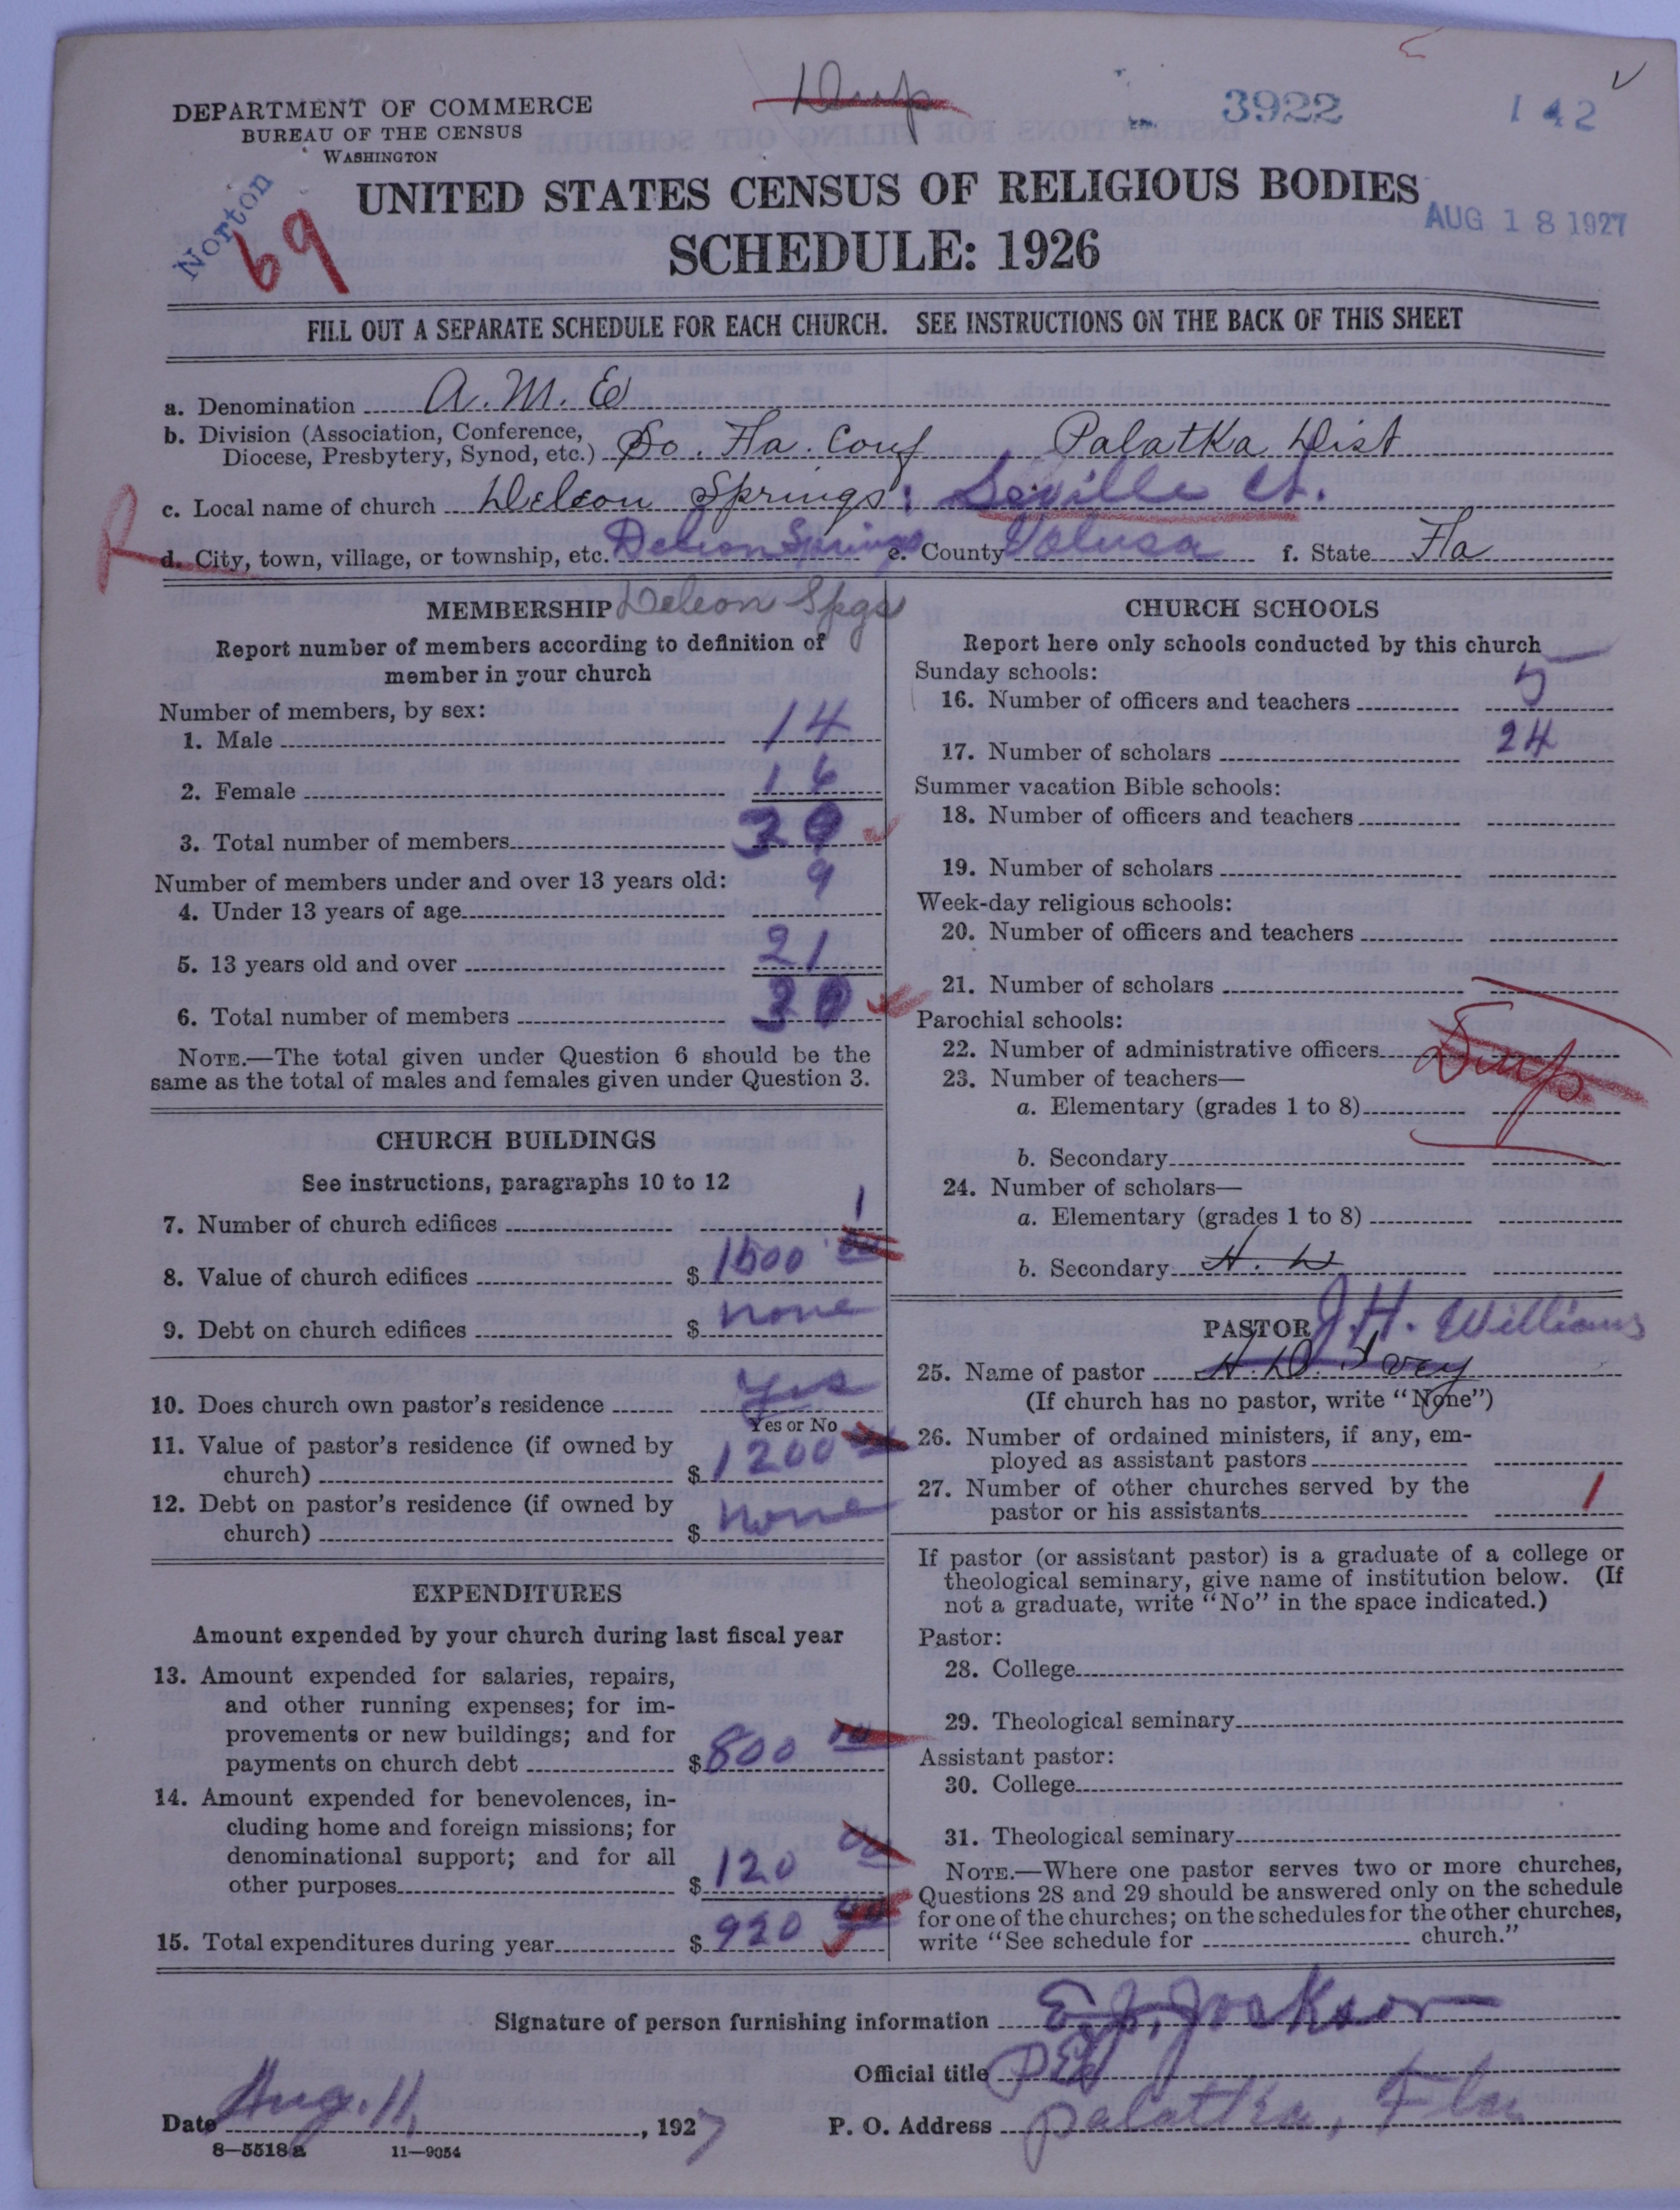 Dup
3922
142
DEPARTMENT OF COMMERCE
BUREAU OF THE CENSUS
WASHINGTON
Norton
69
UNITED STATES CENSUS OF RELIGIOUS BODIES
AUG 18 1927
SCHEDULE: 1926
FILL OUT A SEPARATE SCHEDULE FOR EACH CHURCH. SEE INSTRUCTIONS ON THE BACK OF THIS SHEET
a. Denomination A. M. E
b. Division (Association, Conference, Diocese, Presbytery, Synod, etc.) So. Fla. Conf Palatka Dist
c. Local name of church Deleon Springs: Seville Ct.
R
d. City, town, village, or township, etc. Deleon Springs e. County Volusa f. State Fla
MEMBERSHIP Deleon Spgs
Report number of members according to definition of
member in your church
Number of members, by sex:
1. Male 14
2. Female 16
3. Total number of members 30
Number of members under and over 13 years old:
4. Under 13 years of age 9
5. 13 years old and over 21
6. Total number of members 30
NOTE.—The total given under Question 6 should be the
same as the total of males and females given under Question 3.
CHURCH BUILDINGS
See instructions, paragraphs 10 to 12
7. Number of church edifices 1
8. Value of church edifices $ 1500 00
9. Debt on church edifices $ none
10. Does church own pastor's residence yes
Yes or No
11. Value of pastor's residence (if owned by
church) $ 1200 00
12. Debt on pastor's residence (if owned by
church) $ none
EXPENDITURES
Amount expended by your church during last fiscal year
13. Amount expended for salaries, repairs,
and other running expenses; for im-
provements or new buildings; and for
payments on church debt $ 800 00
14. Amount expended for benevolences, in-
cluding home and foreign missions; for
denominational support; and for all
other purposes $ 120 00
15. Total expenditures during year $ 920 00
CHURCH SCHOOLS
Report here only schools conducted by this church
Sunday schools:
16. Number of officers and teachers 5
17. Number of scholars 24
Summer vacation Bible schools:
18. Number of officers and teachers
19. Number of scholars
Week-day religious schools:
20. Number of officers and teachers
21. Number of scholars
Parochial schools:
22. Number of administrative officers
Dup
23. Number of teachers—
a. Elementary (grades 1 to 8)
b. Secondary
24. Number of scholars—
a. Elementary (grades 1 to 8)
b. Secondary H. D
PASTOR J. H. Williams
25. Name of pastor H. D.
(If church has no pastor, write "None")
26. Number of ordained ministers, if any, em-
ployed as assistant pastors
27. Number of other churches served by the
pastor or his assistants 1
If pastor (or assistant pastor) is a graduate of a college or
theological seminary, give name of institution below. (If
not a graduate, write "No" in the space indicated.)
Pastor:
28. College
29. Theological seminary
Assistant pastor:
30. College
31. Theological seminary
NOTE.—Where one pastor serves two or more churches,
Questions 28 and 29 should be answered only on the schedule
for one of the churches; on the schedules for the other churches,
write "See schedule for church."
Signature of person furnishing information E. J. Jackson
Official title P E
Date Aug. 11, 1927 P. O. Address Palatka, Fla
8—5518 a 11—9054